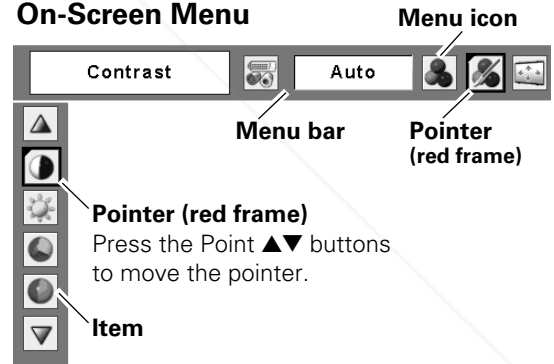 On-Screen Menu
Menu icon
Contrast
Auto
Menu bar
Pointer
(red frame)
Pointer (red frame)
Press the Point ▲▼ buttons
to move the pointer.
Item